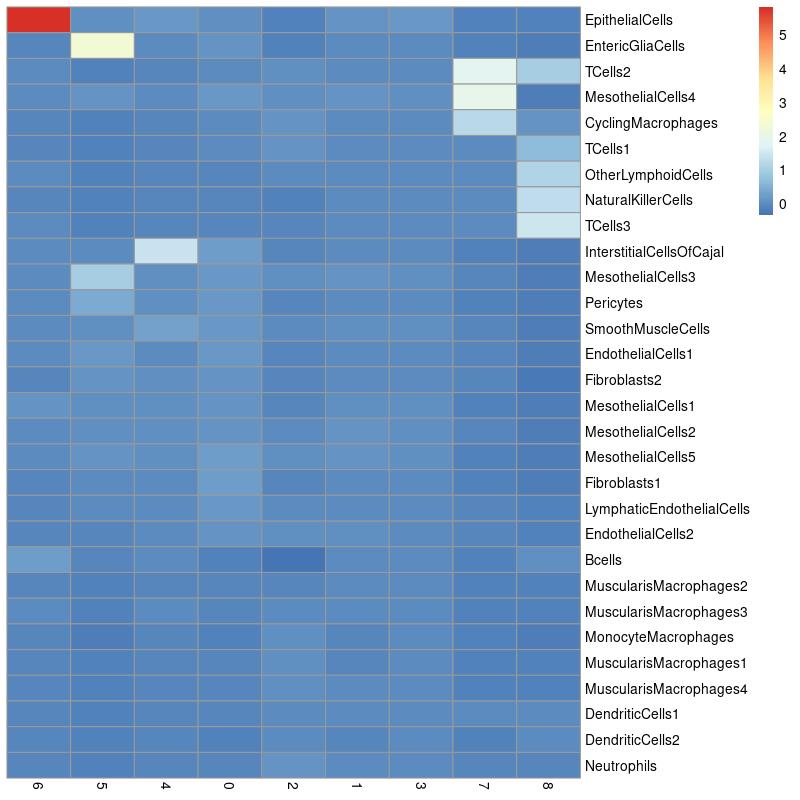 EpithelialCells
EntericGliaCells
TCells2
MesothelialCells4
CyclingMacrophages
TCells1
OtherLymphoidCells
NaturalKillerCells
TCells3
InterstitialCellsOfCajal
MesothelialCells3
Pericytes
SmoothMuscleCells
EndothelialCells1
Fibroblasts2
MesothelialCells1
MesothelialCells2
MesothelialCells5
Fibroblasts1
LymphaticEndothelialCells
EndothelialCells2
Bcells
MuscularisMacrophages2
MuscularisMacrophages3
MonocyteMacrophages
MuscularisMacrophages1
MuscularisMacrophages4
DendriticCells1
DendriticCells2
Neutrophils
6 5 4 0 2 1 3 7 8
5
4
3
2
1
0